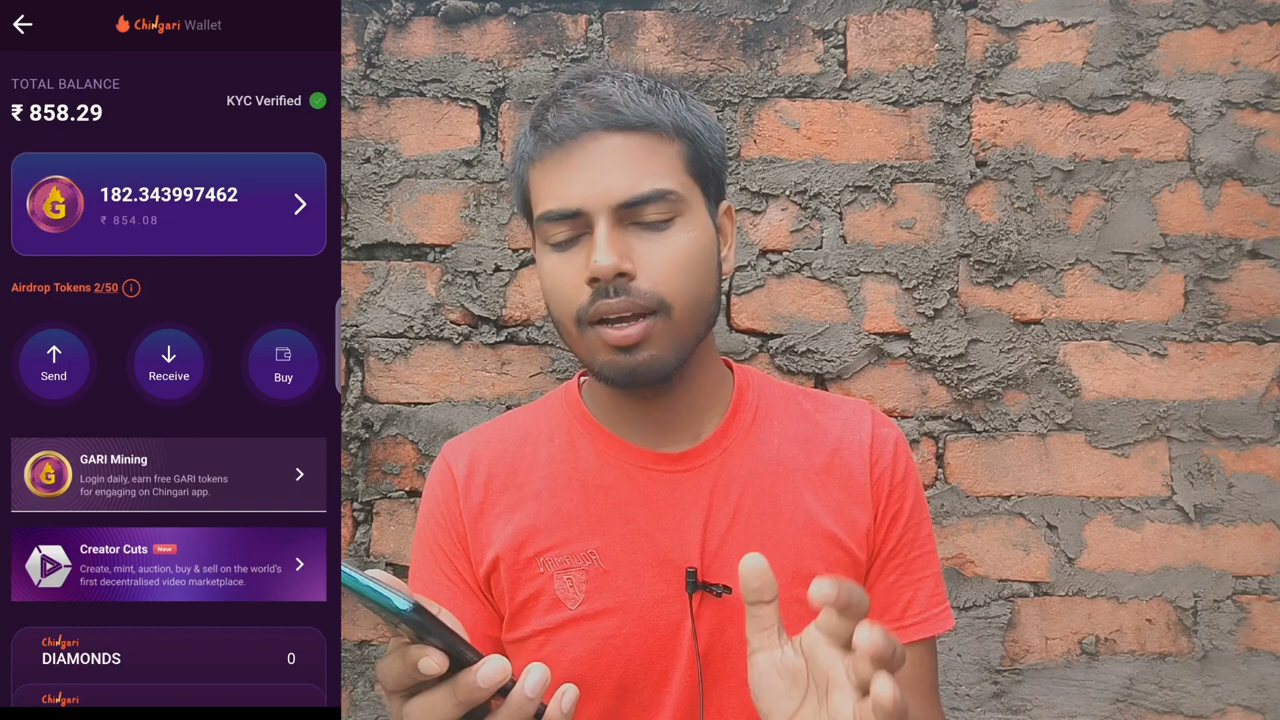 Chingari Wallet
TOTAL BALANCE
₹ 858.29
KYC Verified
G
182.343997462
₹ 854.08
Airdrop Tokens 2/50 i
Send
Receive
Buy
G
GARI Mining
Login daily, earn free GARI tokens
for engaging on Chingari app.
Creator Cuts New
Create, mint, auction, buy & sell on the world's
first decentralised video marketplace.
Chingari
DIAMONDS
0
Chingari